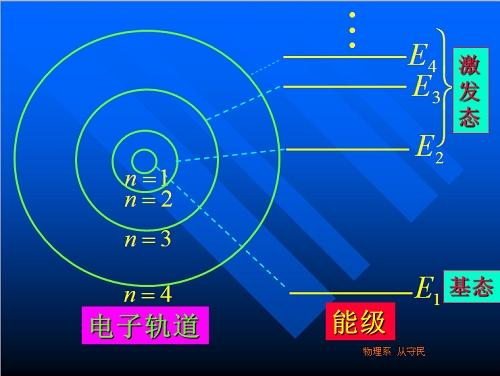 E4
E3
激发态
E2
n = 1
n = 2
n = 3
n = 4
E1
基态
电子轨道
能级
物理系 从守民